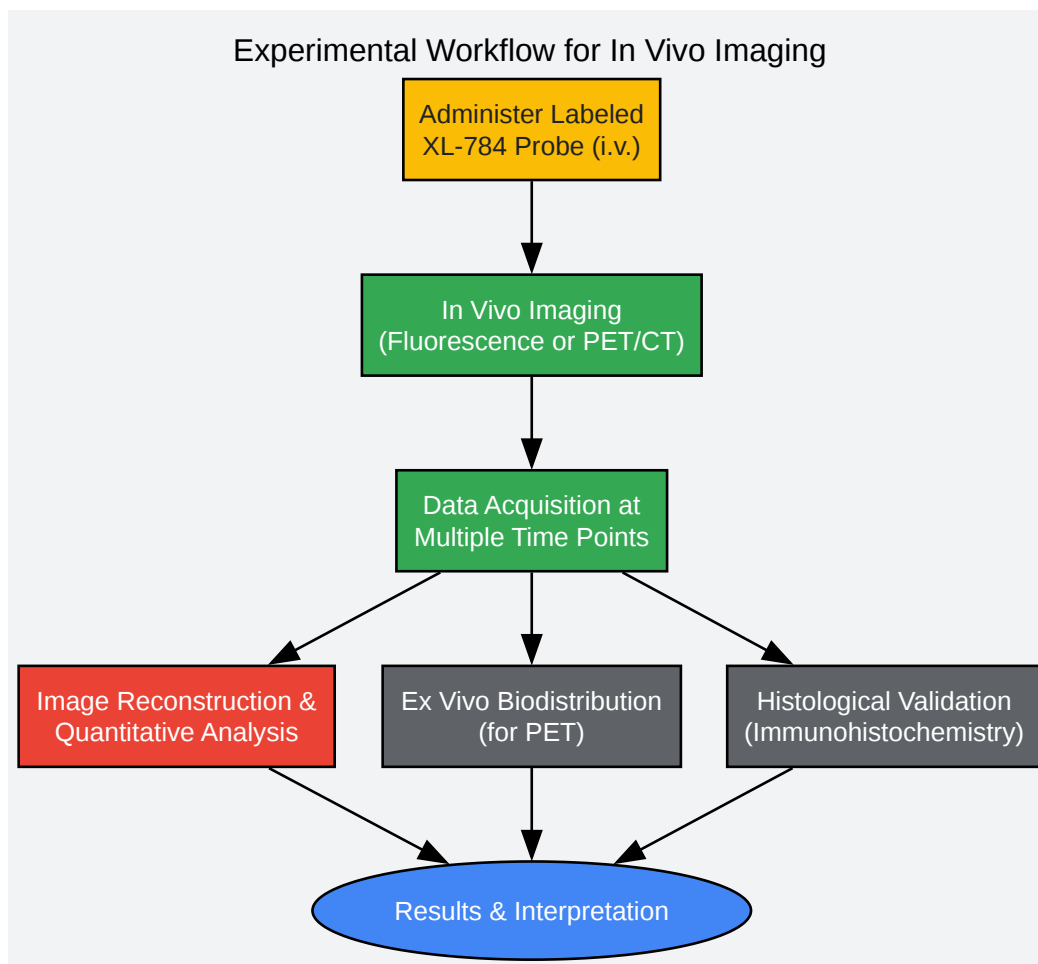 Experimental Workflow for In Vivo Imaging
Administer Labeled
XL-784 Probe (i.v.)
In Vivo Imaging
(Fluorescence or PET/CT)
Data Acquisition at
Multiple Time Points
Image Reconstruction &
Quantitative Analysis
Ex Vivo Biodistribution
(for PET)
Histological Validation
(Immunohistochemistry)
Results & Interpretation